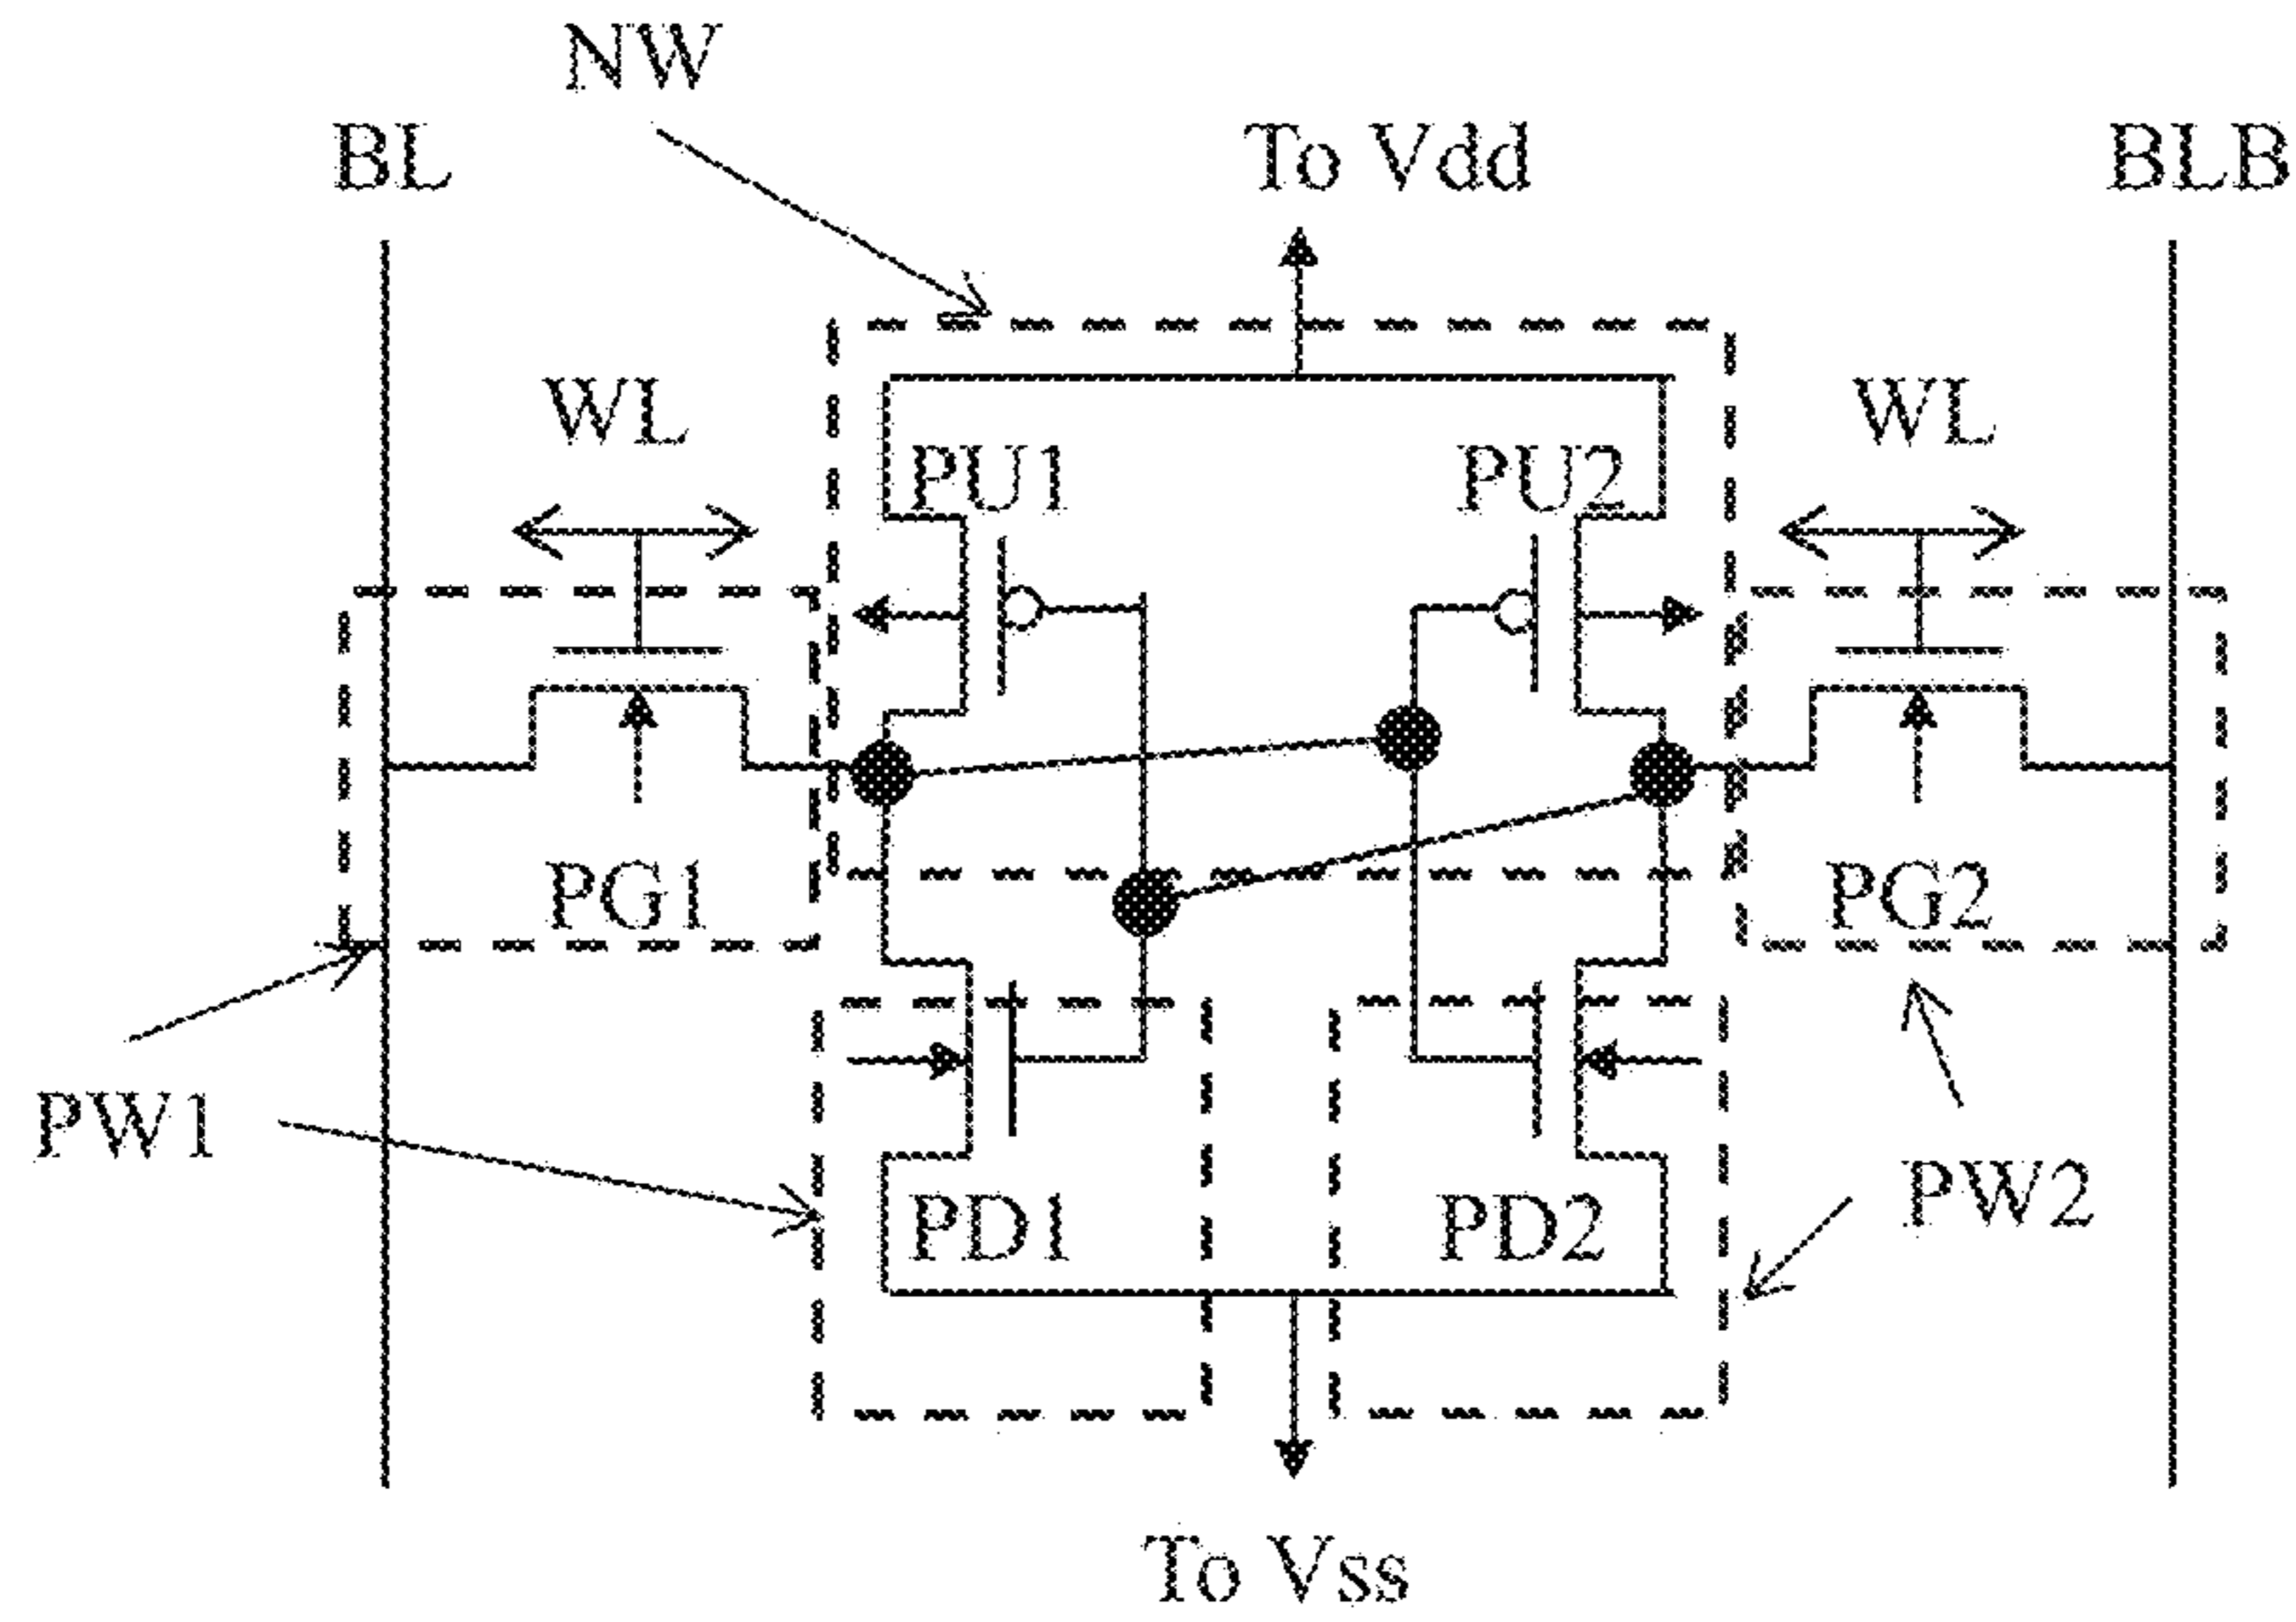 NW
BL
To Vdd
BLB
WL
WL
PU1
PU2
PG1
PG2
PW1
PW2
PD1
PD2
To Vss